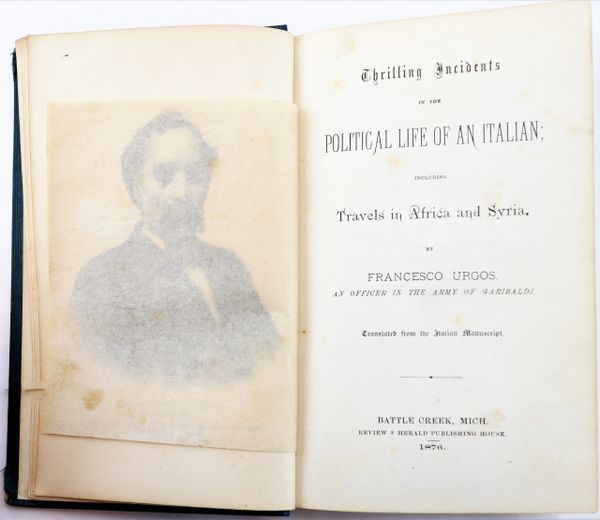 Thrilling Incidents
IN THE
POLITICAL LIFE OF AN ITALIAN;
INCLUDING
Travels in Africa and Syria.
BY
FRANCESCO URGOS,
AN OFFICER IN THE ARMY OF GARIBALDI.
Translated from the Italian Manuscript.
BATTLE CREEK, MICH.
REVIEW & HERALD PUBLISHING HOUSE.
1876.